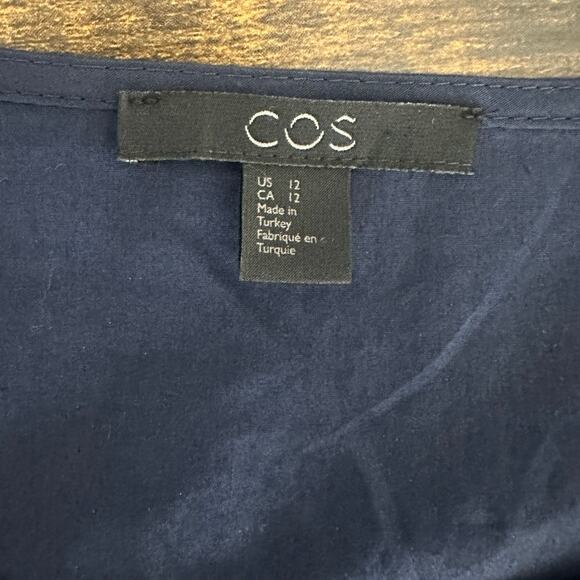 COS
US 12
CA 12
Made in
Turkey
Fabriqué en
Turquie